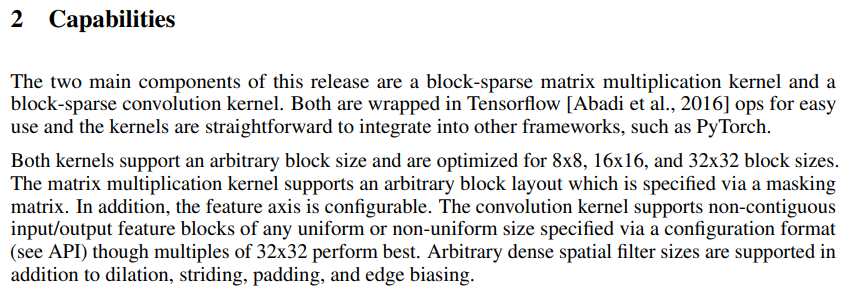 2 Capabilities
The two main components of this release are a block-sparse matrix multiplication kernel and a
block-sparse convolution kernel. Both are wrapped in Tensorflow [Abadi et al., 2016] ops for easy
use and the kernels are straightforward to integrate into other frameworks, such as PyTorch.
Both kernels support an arbitrary block size and are optimized for 8x8, 16x16, and 32x32 block sizes.
The matrix multiplication kernel supports an arbitrary block layout which is specified via a masking
matrix. In addition, the feature axis is configurable. The convolution kernel supports non-contiguous
input/output feature blocks of any uniform or non-uniform size specified via a configuration format
(see API) though multiples of 32x32 perform best. Arbitrary dense spatial filter sizes are supported in
addition to dilation, striding, padding, and edge biasing.